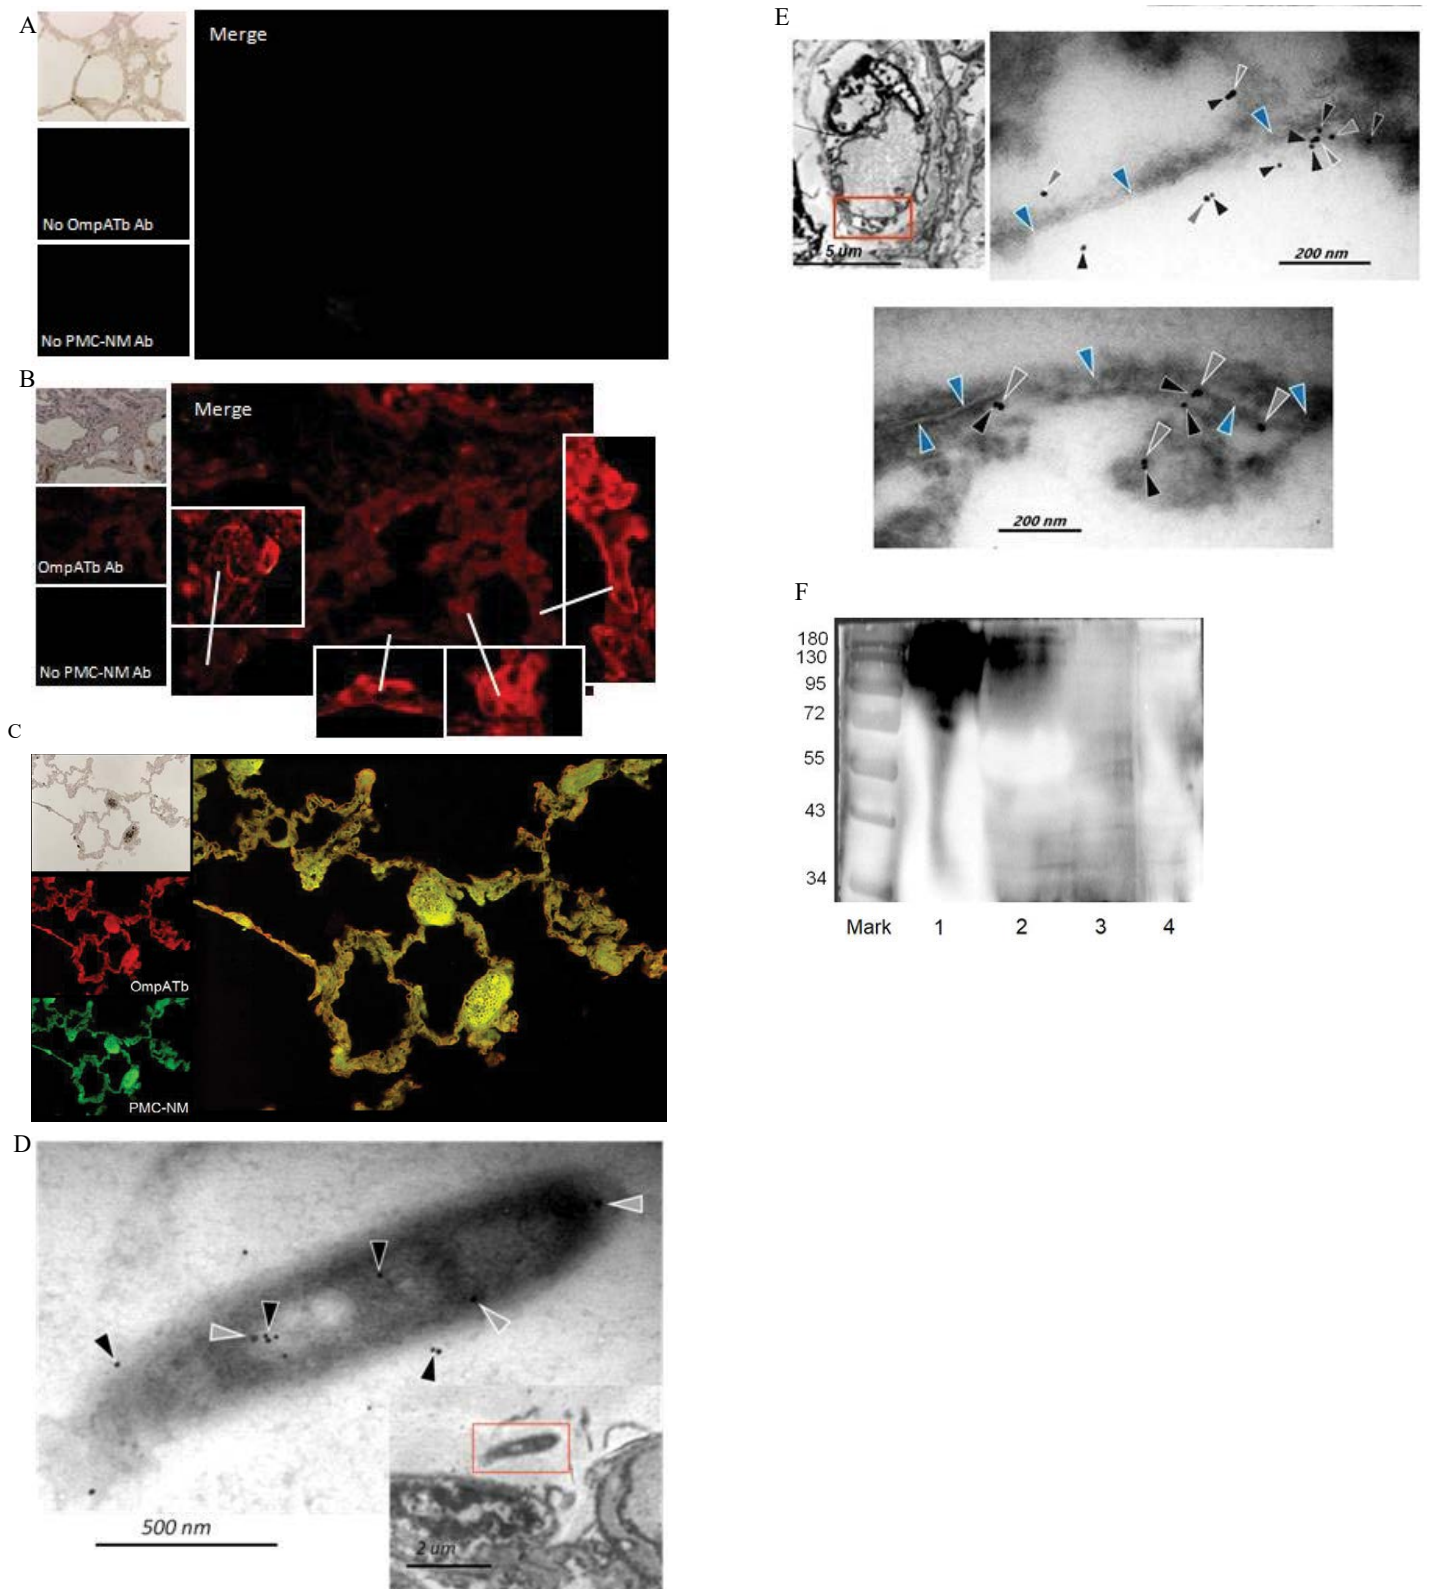 A
Merge
No OmpATb Ab
No PMC-NM Ab
B
Merge
OmpATb Ab
No PMC-NM Ab
C
OmpATb
PMC-NM
D
500 nm
2 um
E
5 um
200 nm
200 nm
F
180
130
95
72
55
43
34
Mark 1 2 3 4